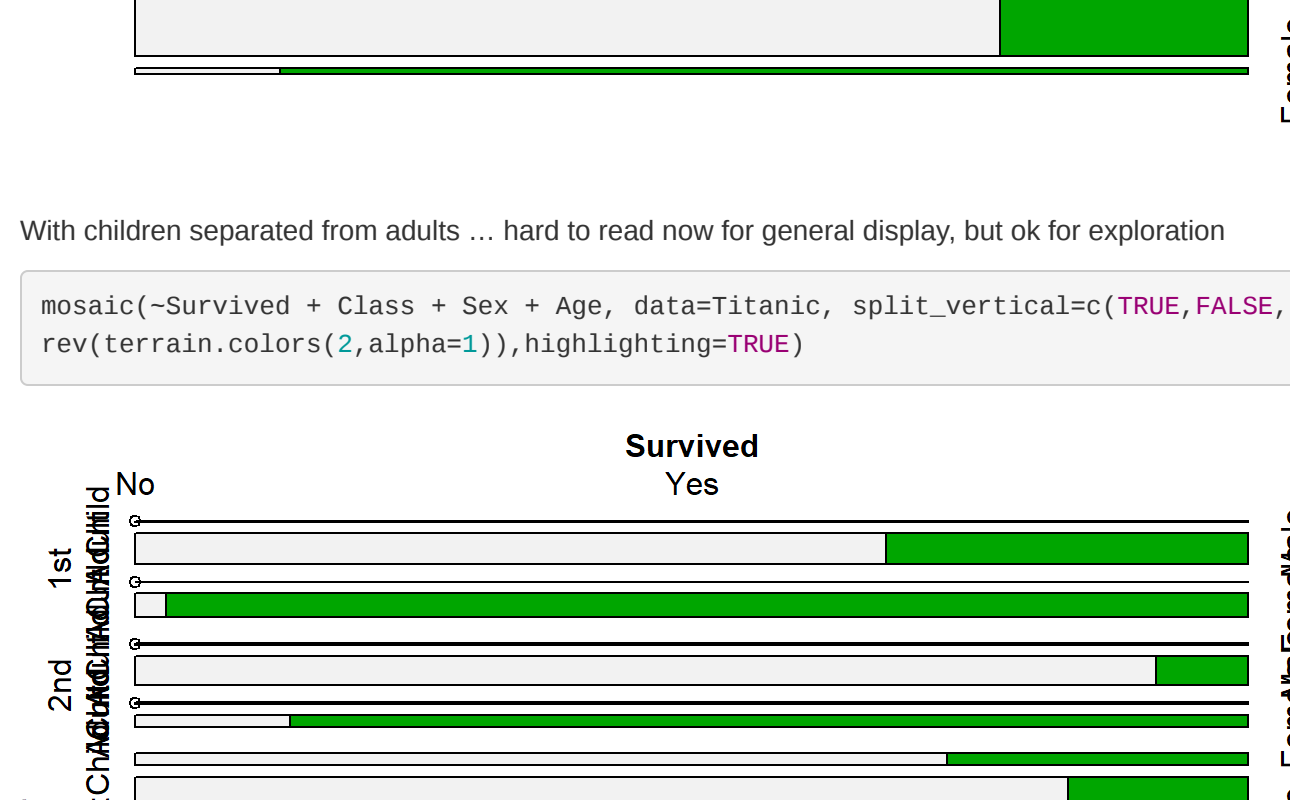 With children separated from adults … hard to read now for general display, but ok for exploration
mosaic(~Survived + Class + Sex + Age, data=Titanic, split_vertical=c(TRUE,FALSE,
rev(terrain.colors(2,alpha=1)),highlighting=TRUE)
Survived
No Yes
Child
1st
2nd